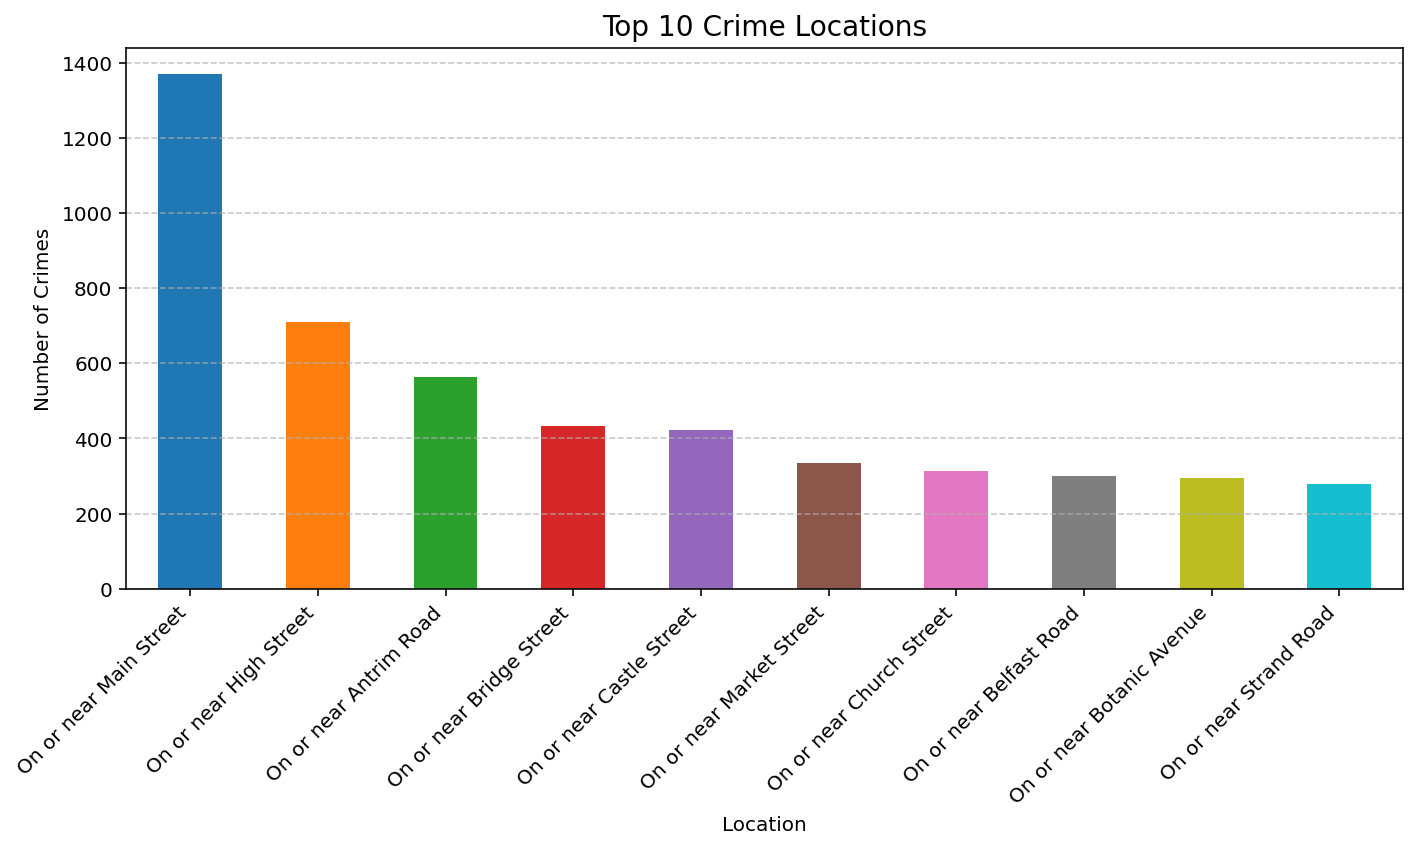 Top 10 Crime Locations
Number of Crimes
1400
1200
1000
800
600
400
200
0
On or near Main Street
On or near High Street
On or near Antrim Road
On or near Bridge Street
On or near Castle Street
On or near Market Street
On or near Church Street
On or near Belfast Road
On or near Botanic Avenue
On or near Strand Road
Location